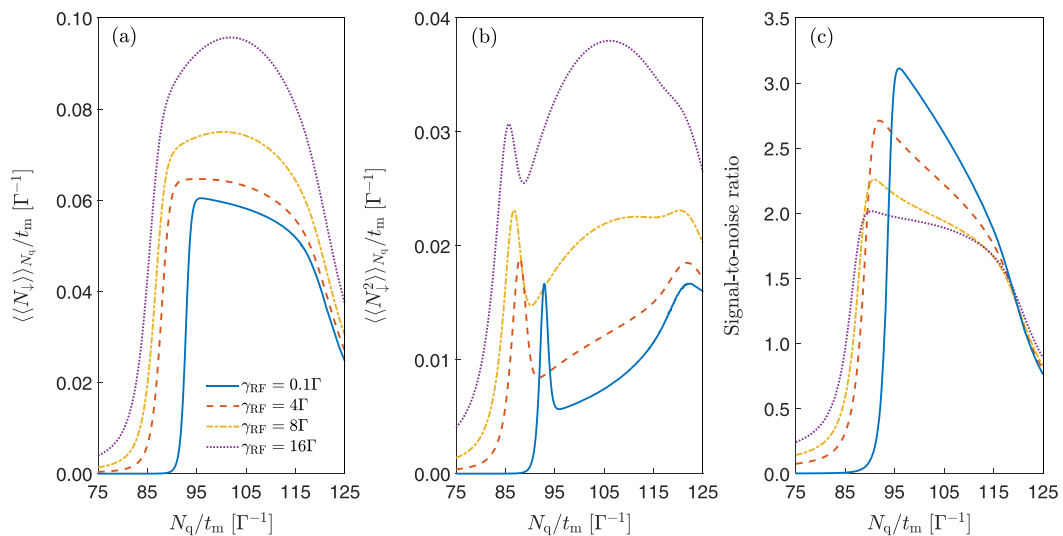 (a)
0.10
0.08
0.06
0.04
0.02
0.00
⟨⟨N↓⟩⟩_{N_q}/t_m [Γ⁻¹]
γ_RF = 0.1Γ
γ_RF = 4Γ
γ_RF = 8Γ
γ_RF = 16Γ
75 85 95 105 115 125
N_q/t_m [Γ⁻¹]
(b)
0.04
0.03
0.02
0.01
0.00
⟨⟨N↓²⟩⟩_{N_q}/t_m [Γ⁻¹]
75 85 95 105 115 125
N_q/t_m [Γ⁻¹]
(c)
3.5
3.0
2.5
2.0
1.5
1.0
0.5
0.0
Signal-to-noise ratio
75 85 95 105 115 125
N_q/t_m [Γ⁻¹]